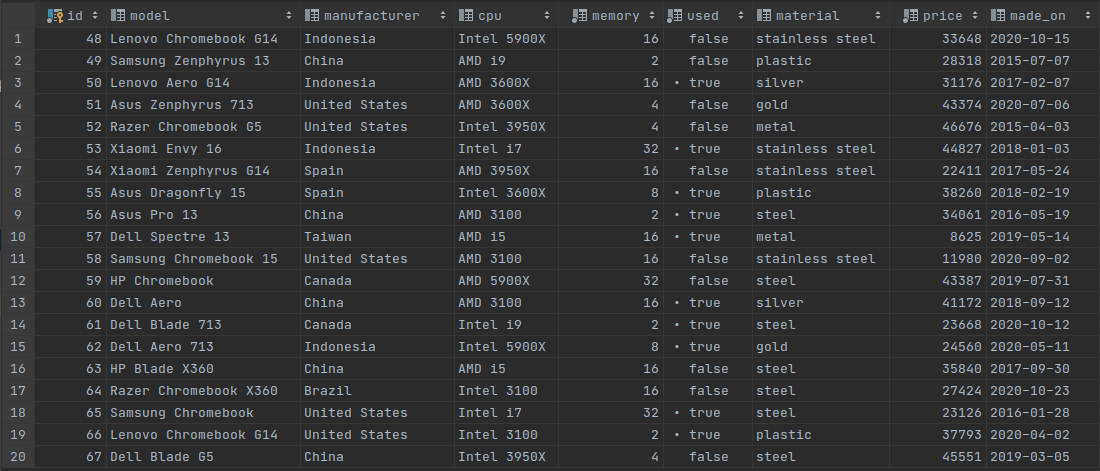 id model manufacturer cpu memory used material price made_on
1 48 Lenovo Chromebook G14 Indonesia Intel 5900X 16 false stainless steel 33648 2020-10-15
2 49 Samsung Zenphyrus 13 China AMD i9 2 false plastic 28318 2015-07-07
3 50 Lenovo Aero G14 Indonesia AMD 3600X 16 • true silver 31176 2017-02-07
4 51 Asus Zenphyrus 713 United States AMD 3600X 4 false gold 43374 2020-07-06
5 52 Razer Chromebook G5 United States Intel 3950X 4 false metal 46676 2015-04-03
6 53 Xiaomi Envy 16 Indonesia Intel i7 32 • true stainless steel 44827 2018-01-03
7 54 Xiaomi Zenphyrus G14 Spain AMD 3950X 16 false stainless steel 22411 2017-05-24
8 55 Asus Dragonfly 15 Spain Intel 3600X 8 • true plastic 38260 2018-02-19
9 56 Asus Pro 13 China AMD 3100 2 • true steel 34061 2016-05-19
10 57 Dell Spectre 13 Taiwan AMD i5 16 • true metal 8625 2019-05-14
11 58 Samsung Chromebook 15 United States AMD 3100 16 false stainless steel 11980 2020-09-02
12 59 HP Chromebook Canada AMD 5900X 32 false steel 43387 2019-07-31
13 60 Dell Aero China AMD 3100 16 • true silver 41172 2018-09-12
14 61 Dell Blade 713 Canada Intel i9 2 • true steel 23668 2020-10-12
15 62 Dell Aero 713 Indonesia Intel 5900X 8 • true gold 24560 2020-05-11
16 63 HP Blade X360 China AMD i5 16 false steel 35840 2017-09-30
17 64 Razer Chromebook X360 Brazil Intel 3100 16 false steel 27424 2020-10-23
18 65 Samsung Chromebook United States Intel i7 32 • true steel 23126 2016-01-28
19 66 Lenovo Chromebook G14 United States Intel 3100 2 • true plastic 37793 2020-04-02
20 67 Dell Blade G5 China Intel 3950X 4 false steel 45551 2019-03-05